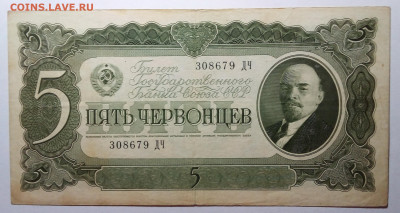 COINS.LAVE.RU
308679 ДЧ
Билет
Государственного
Банка Союза ССР
5
ПЯТЬ ЧЕРВОНЦЕВ
308679 ДЧ
5